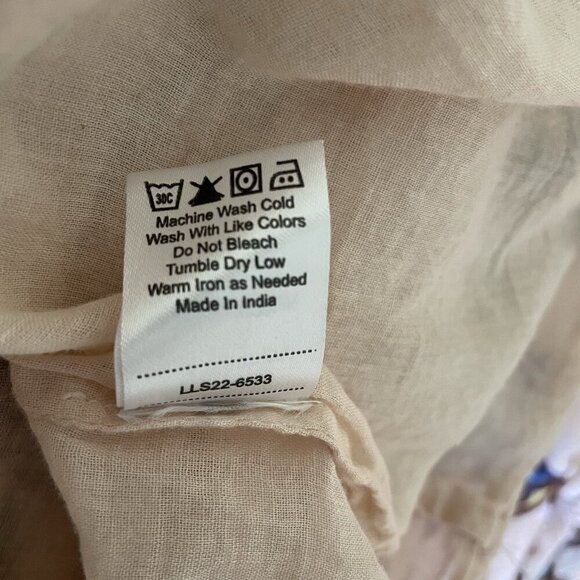 30C
Machine Wash Cold
Wash With Like Colors
Do Not Bleach
Tumble Dry Low
Warm Iron as Needed
Made In India
LLS22-6533